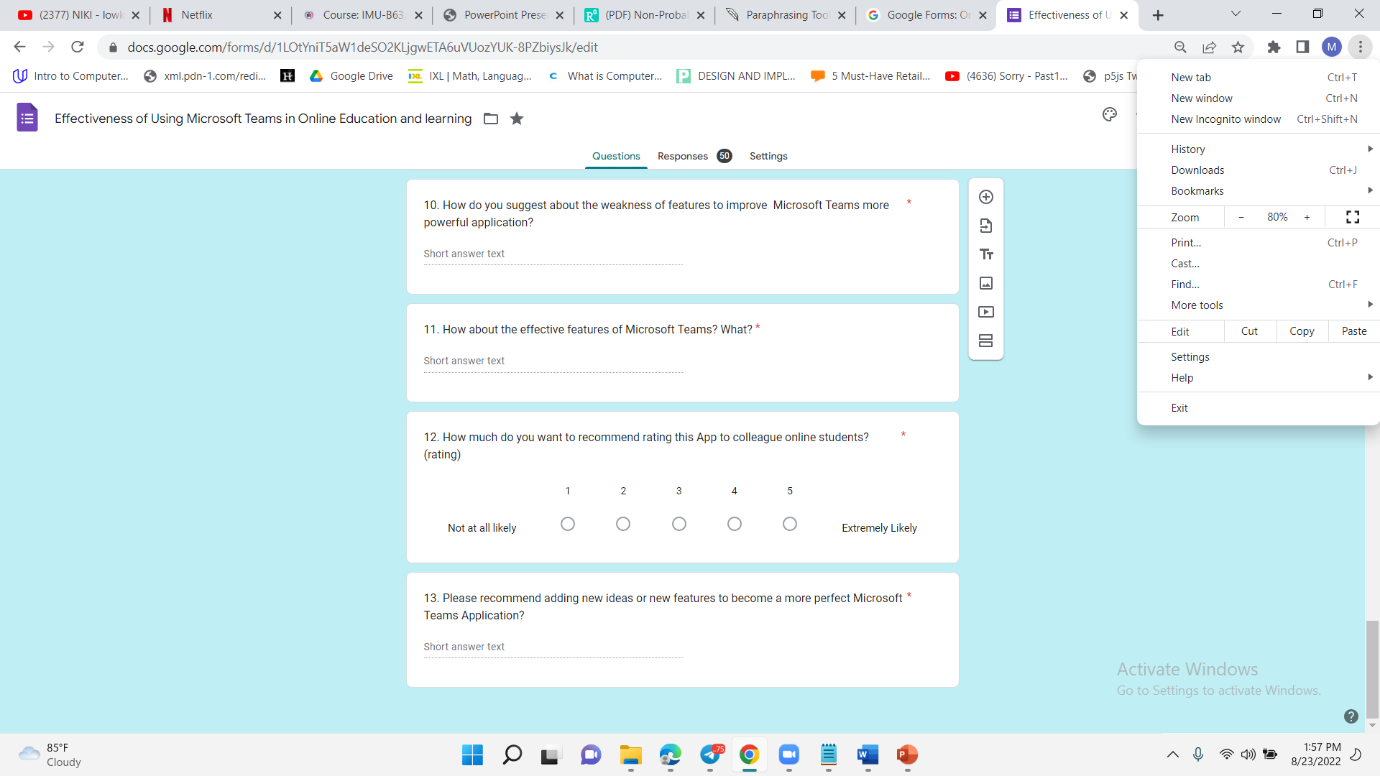 (2377) NIKI - lowl
Netflix
Course: IMU-B63
PowerPoint Prese
(PDF) Non-Probal
Paraphrasing Too
Google Forms: O
Effectiveness of U
docs.google.com/forms/d/1LOtYniT5aW1deSO2KLjgwETA6uVUozYUK-8PZbiysJk/edit
M
Intro to Computer...
xml.pdn-1.com/redi...
H
Google Drive
IXL | Math, Languag...
What is Computer...
DESIGN AND IMPL...
5 Must-Have Retail...
(4636) Sorry - Past1...
p5js Tw
Effectiveness of Using Microsoft Teams in Online Education and learning
Questions
Responses 50
Settings
10. How do you suggest about the weakness of features to improve Microsoft Teams more *
powerful application?
Short answer text
11. How about the effective features of Microsoft Teams? What? *
Short answer text
12. How much do you want to recommend rating this App to colleague online students? *
(rating)
1 2 3 4 5
Not at all likely
Extremely Likely
13. Please recommend adding new ideas or new features to become a more perfect Microsoft *
Teams Application?
Short answer text
New tab Ctrl+T
New window Ctrl+N
New Incognito window Ctrl+Shift+N
History
Downloads Ctrl+J
Bookmarks
Zoom - 80% +
Print... Ctrl+P
Cast...
Find... Ctrl+F
More tools
Edit Cut Copy Paste
Settings
Help
Exit
Activate Windows
Go to Settings to activate Windows.
85°F
Cloudy
.75
1:57 PM
8/23/2022